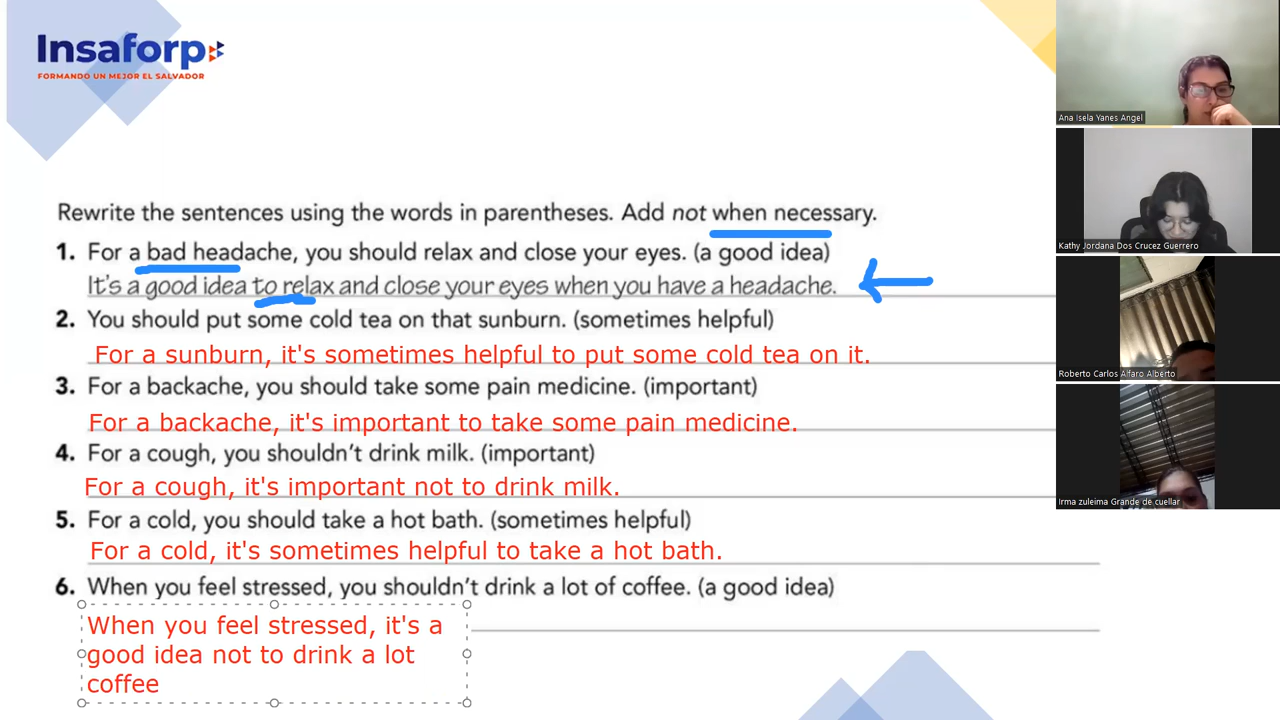 Insaforp
FORMANDO UN MEJOR EL SALVADOR
Rewrite the sentences using the words in parentheses. Add not when necessary.
1. For a bad headache, you should relax and close your eyes. (a good idea)
It's a good idea to relax and close your eyes when you have a headache.
2. You should put some cold tea on that sunburn. (sometimes helpful)
For a sunburn, it's sometimes helpful to put some cold tea on it.
3. For a backache, you should take some pain medicine. (important)
For a backache, it's important to take some pain medicine.
4. For a cough, you shouldn't drink milk. (important)
For a cough, it's important not to drink milk.
5. For a cold, you should take a hot bath. (sometimes helpful)
For a cold, it's sometimes helpful to take a hot bath.
6. When you feel stressed, you shouldn't drink a lot of coffee. (a good idea)
When you feel stressed, it's a
good idea not to drink a lot
coffee
Ana Isela Yanes Angel
Kathy Jordana Dos Crucez Guerrero
Roberto Carlos Alfaro Alberto
Irma zuleima Grande de cuellar